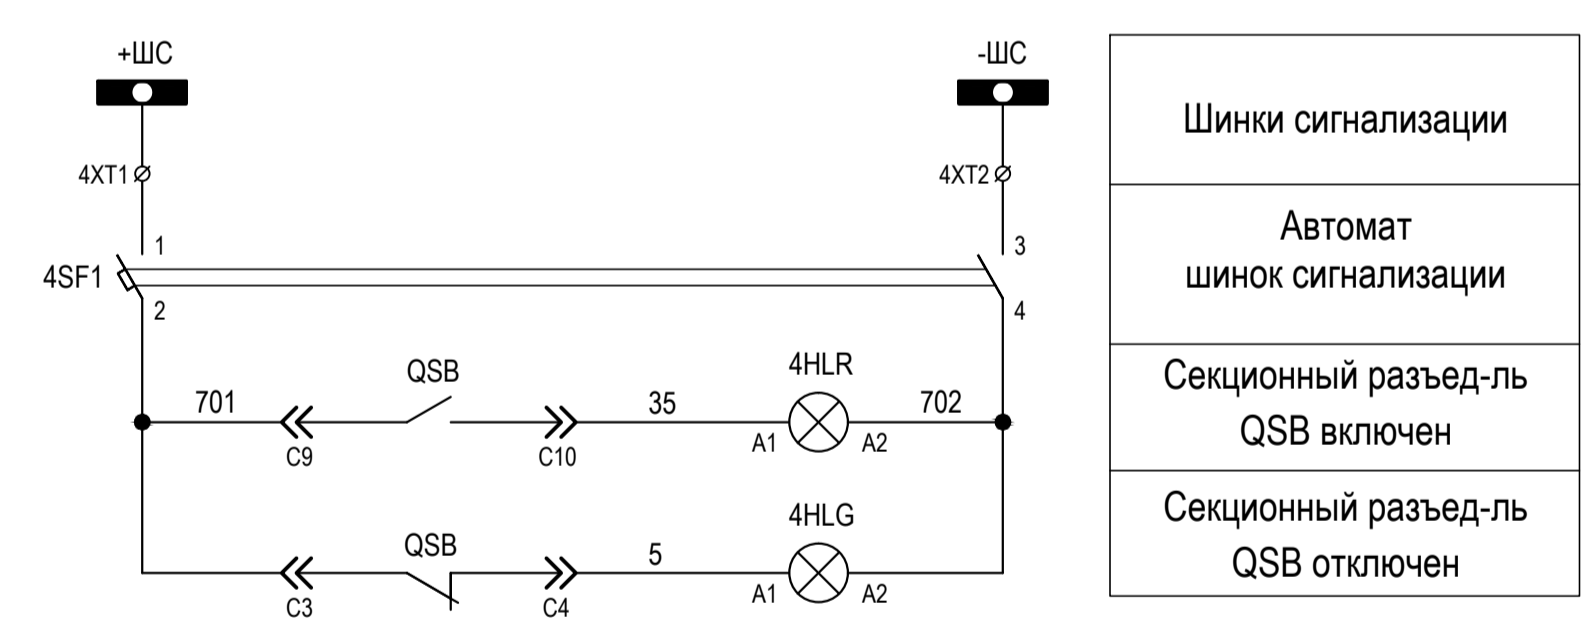 +ШС
-ШС
Шинки сигнализации
4XT1
4XT2
Автомат
шинок сигнализации
1
3
4SF1
2
4
Секционный разъед-ль
QSB включен
QSB
4HLR
701
35
702
C9
C10
A1
A2
Секционный разъед-ль
QSB отключен
QSB
4HLG
5
C3
C4
A1
A2